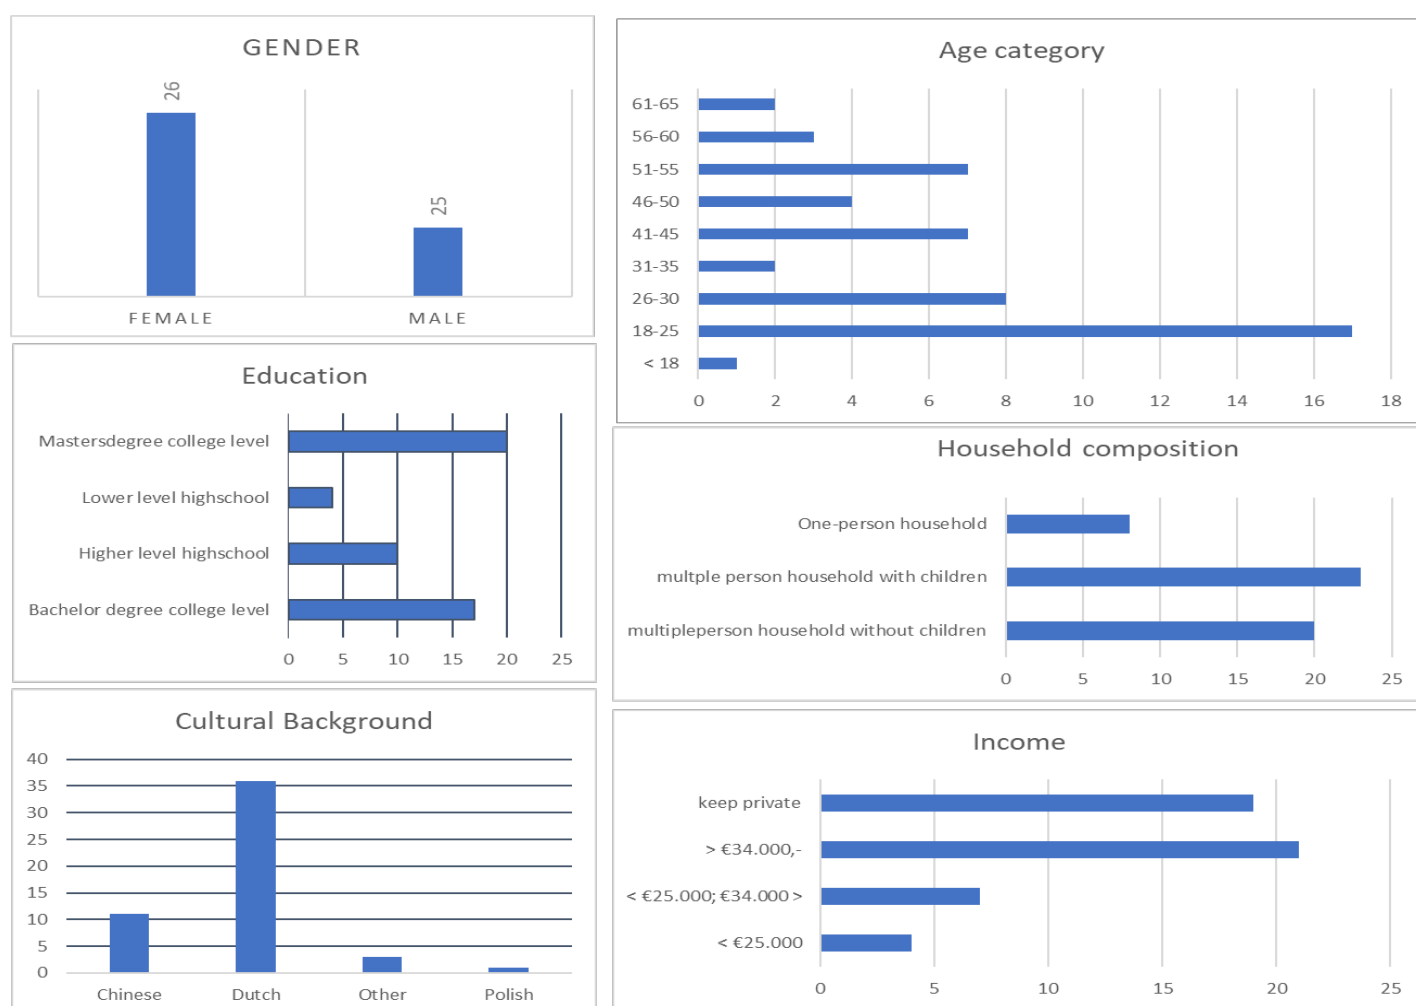 GENDER
26
25
FEMALE MALE
Age category
61-65
56-60
51-55
46-50
41-45
31-35
26-30
18-25
< 18
0 2 4 6 8 10 12 14 16 18
Education
Mastersdegree college level
Lower level highschool
Higher level highschool
Bachelor degree college level
0 5 10 15 20 25
Household composition
One-person household
multple person household with children
multipleperson household without children
0 5 10 15 20 25
Cultural Background
40
35
30
25
20
15
10
5
0
Chinese Dutch Other Polish
Income
keep private
> €34.000,-
< €25.000; €34.000 >
< €25.000
0 5 10 15 20 25